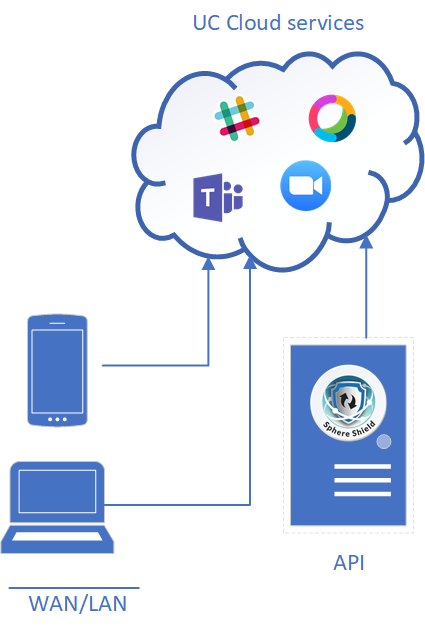 UC Cloud services
T
Sphere Shield
API
WAN/LAN